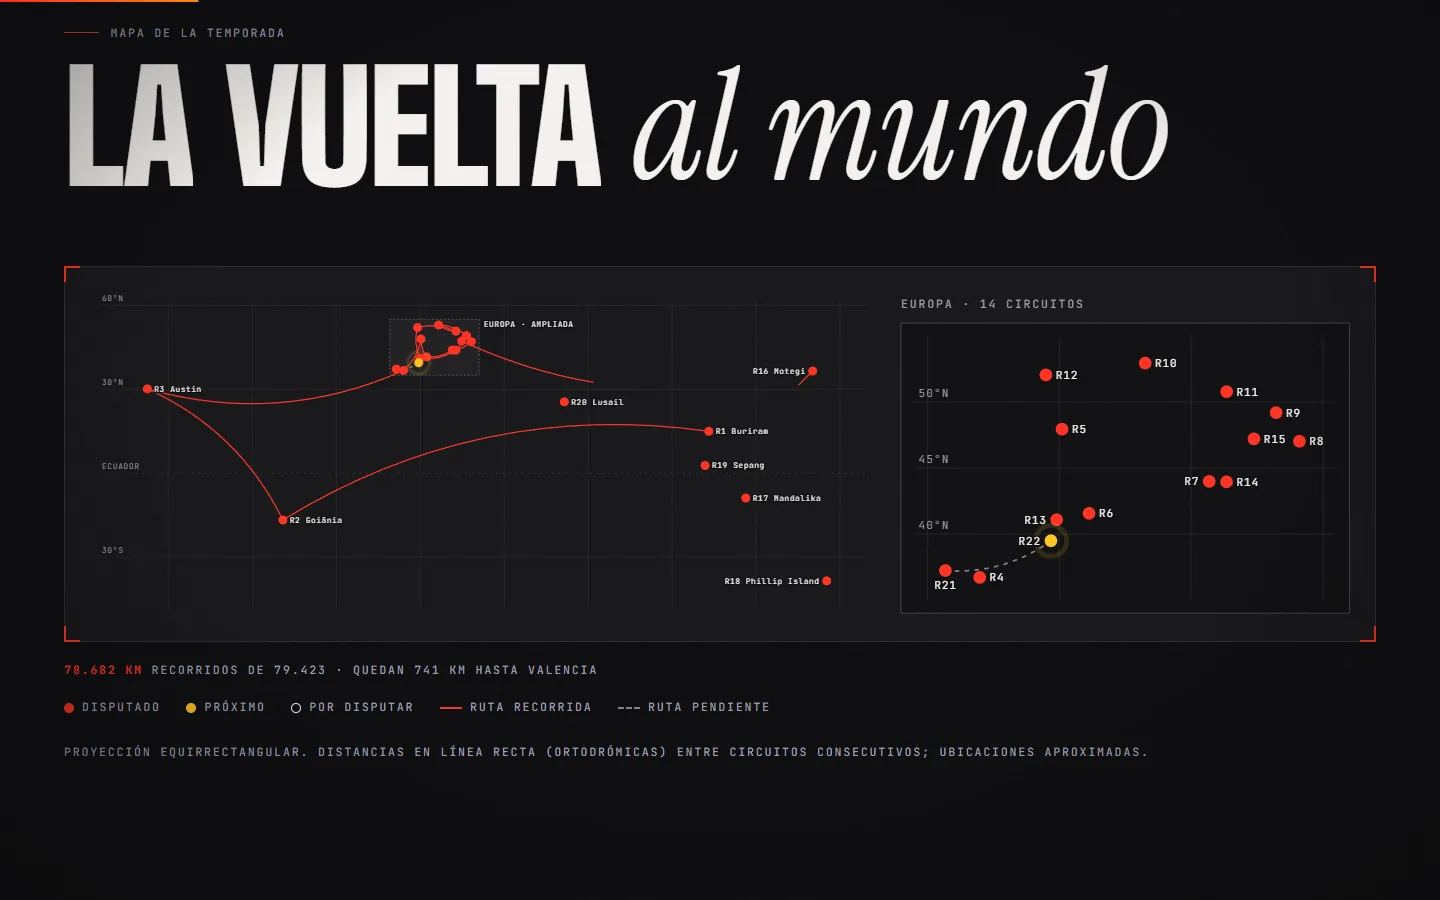 MAPA DE LA TEMPORADA
LA VUELTA al mundo
60°N
EUROPA · AMPLIADA
R16 Motegi
30°N
R3 Austin
R20 Lusail
R1 Buriram
ECUADOR
R19 Sepang
R17 Mandalika
R2 Goiânia
30°S
R18 Phillip Island
EUROPA · 14 CIRCUITOS
R10
R12
50°N
R11
R9
R5
R15
R8
45°N
R7
R14
R6
R13
40°N
R22
R4
R21
78.682 KM RECORRIDOS DE 79.423 · QUEDAN 741 KM HASTA VALENCIA
DISPUTADO PRÓXIMO POR DISPUTAR RUTA RECORRIDA RUTA PENDIENTE
PROYECCIÓN EQUIRRECTANGULAR. DISTANCIAS EN LÍNEA RECTA (ORTODRÓMICAS) ENTRE CIRCUITOS CONSECUTIVOS; UBICACIONES APROXIMADAS.